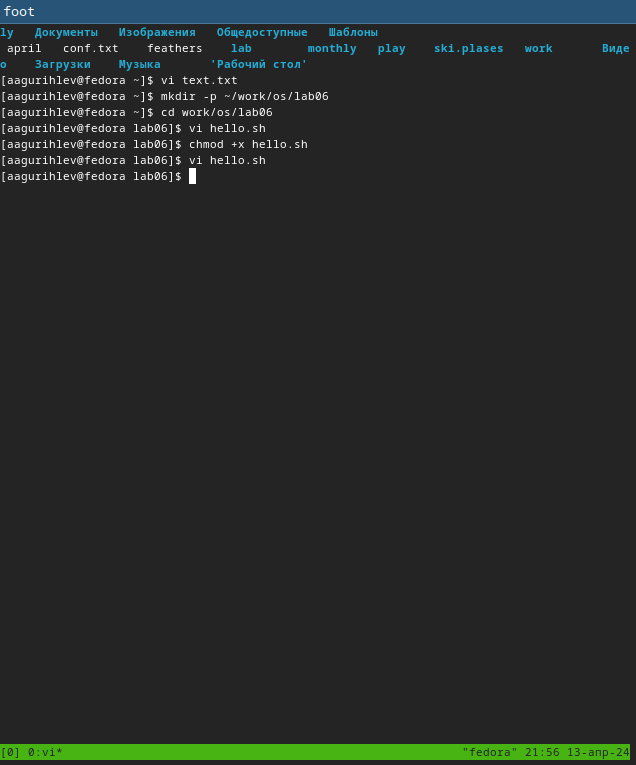 foot
ly   Документы   Изображения   Общедоступные   Шаблоны
april   conf.txt    feathers    lab        monthly   play    ski.plases   work       Виде
о    Загрузки    Музыка       'Рабочий стол'
[aagurihlev@fedora ~]$ vi text.txt
[aagurihlev@fedora ~]$ mkdir -p ~/work/os/lab06
[aagurihlev@fedora ~]$ cd work/os/lab06
[aagurihlev@fedora lab06]$ vi hello.sh
[aagurihlev@fedora lab06]$ chmod +x hello.sh
[aagurihlev@fedora lab06]$ vi hello.sh
[aagurihlev@fedora lab06]$
[0] 0:vi* "fedora" 21:56 13-апр-24